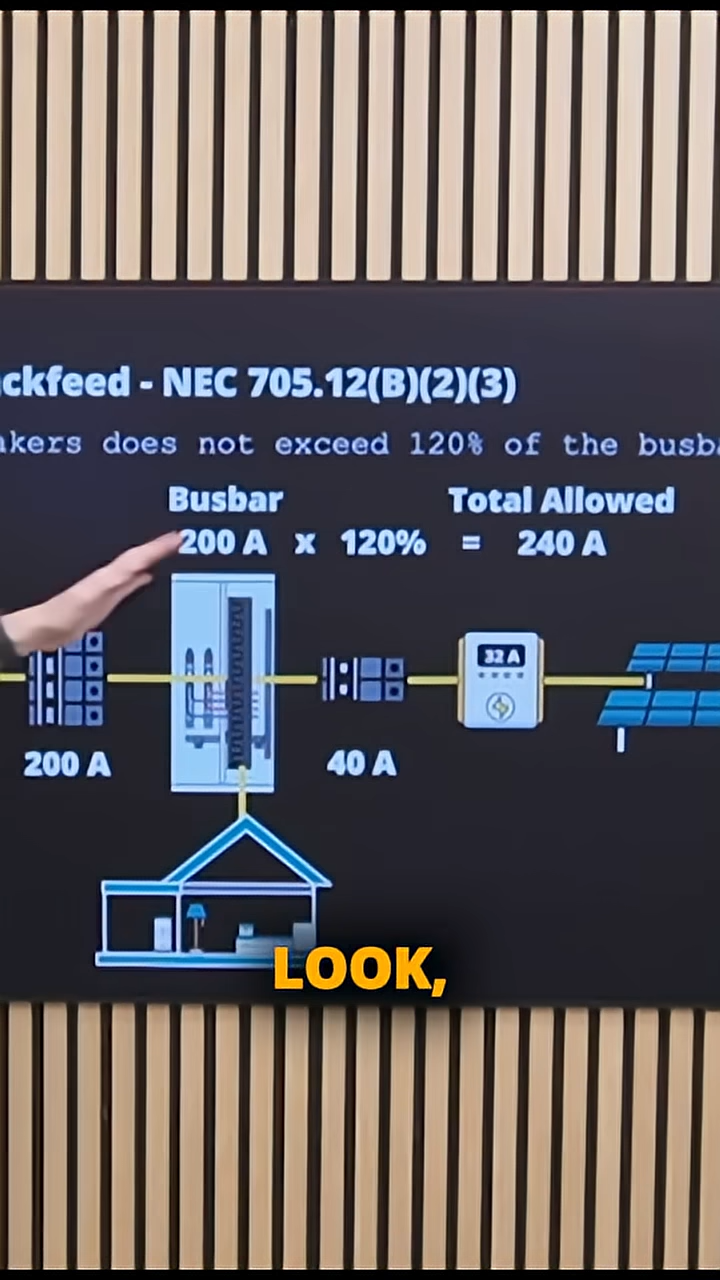 ckfeed - NEC 705.12(B)(2)(3)
akers does not exceed 120% of the busba
Busbar Total Allowed
200 A x 120% = 240 A
32 A
200 A 40 A
LOOK,